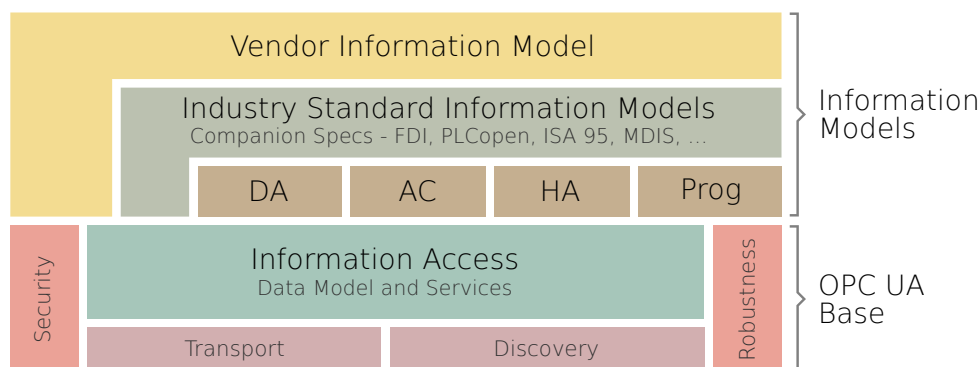 Vendor Information Model
Industry Standard Information Models
Companion Specs - FDI, PLCopen, ISA 95, MDIS, ...
DA
AC
HA
Prog
Information
Models
Security
Information Access
Data Model and Services
Robustness
OPC UA
Base
Transport
Discovery